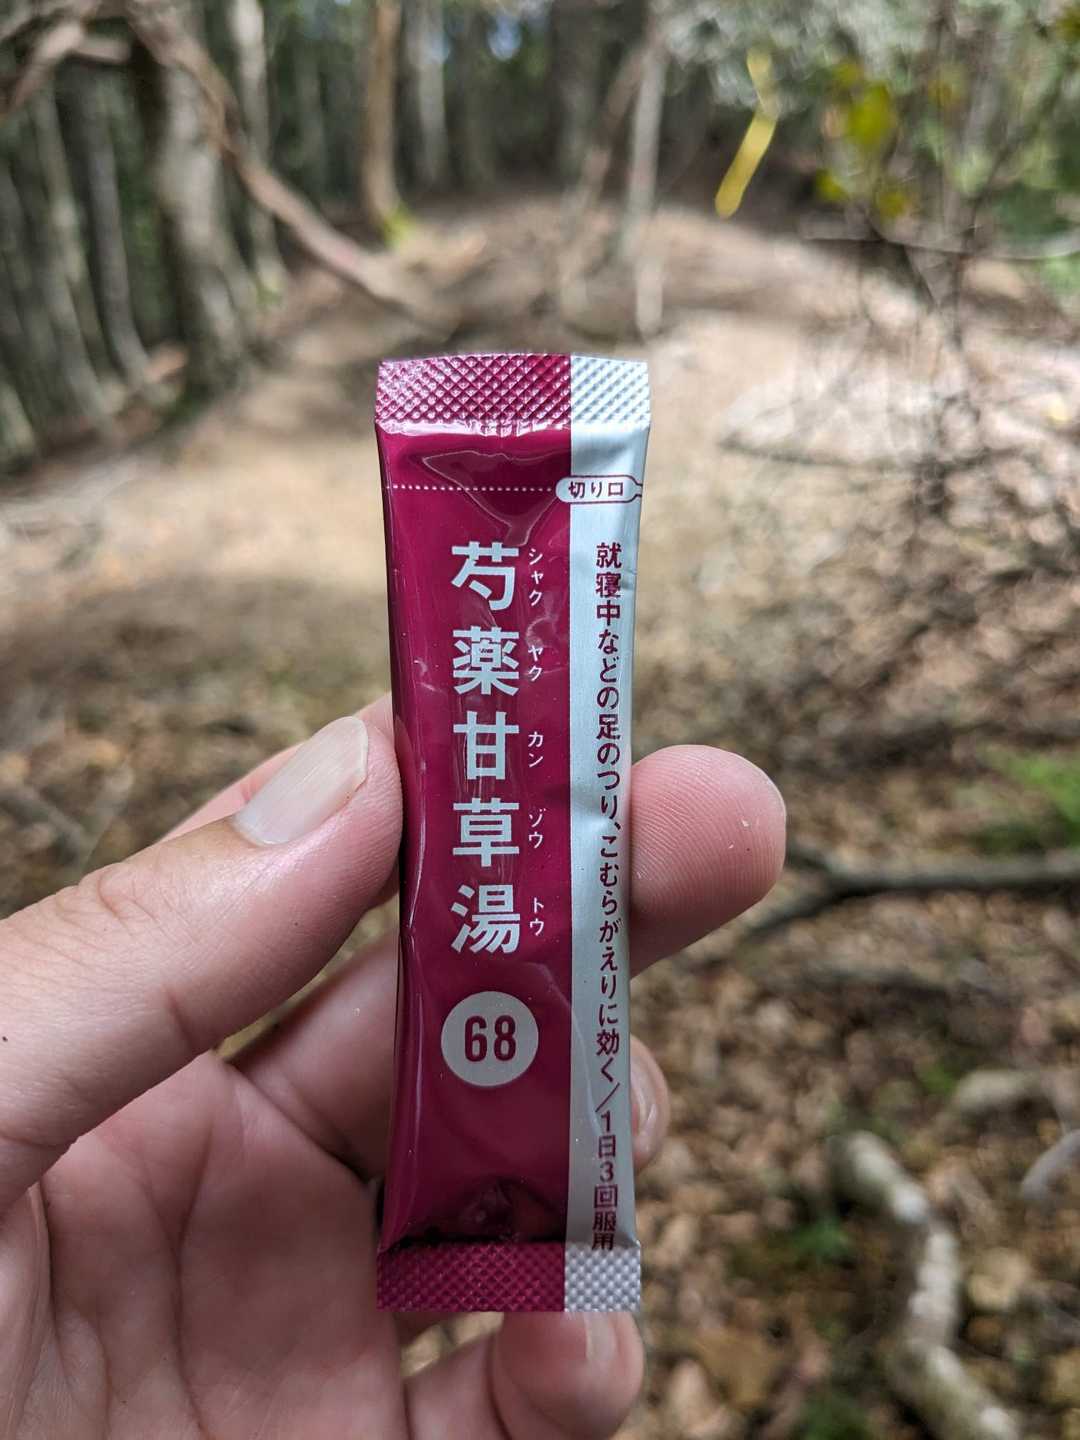 切り口
就寝中などの足のつり、こむらがえりに効く/1日3回服用
芍薬甘草湯
シャクヤクカンゾウトウ
68